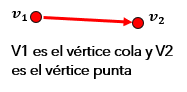 v₁ v₂
V1 es el vértice cola y V2
es el vértice punta